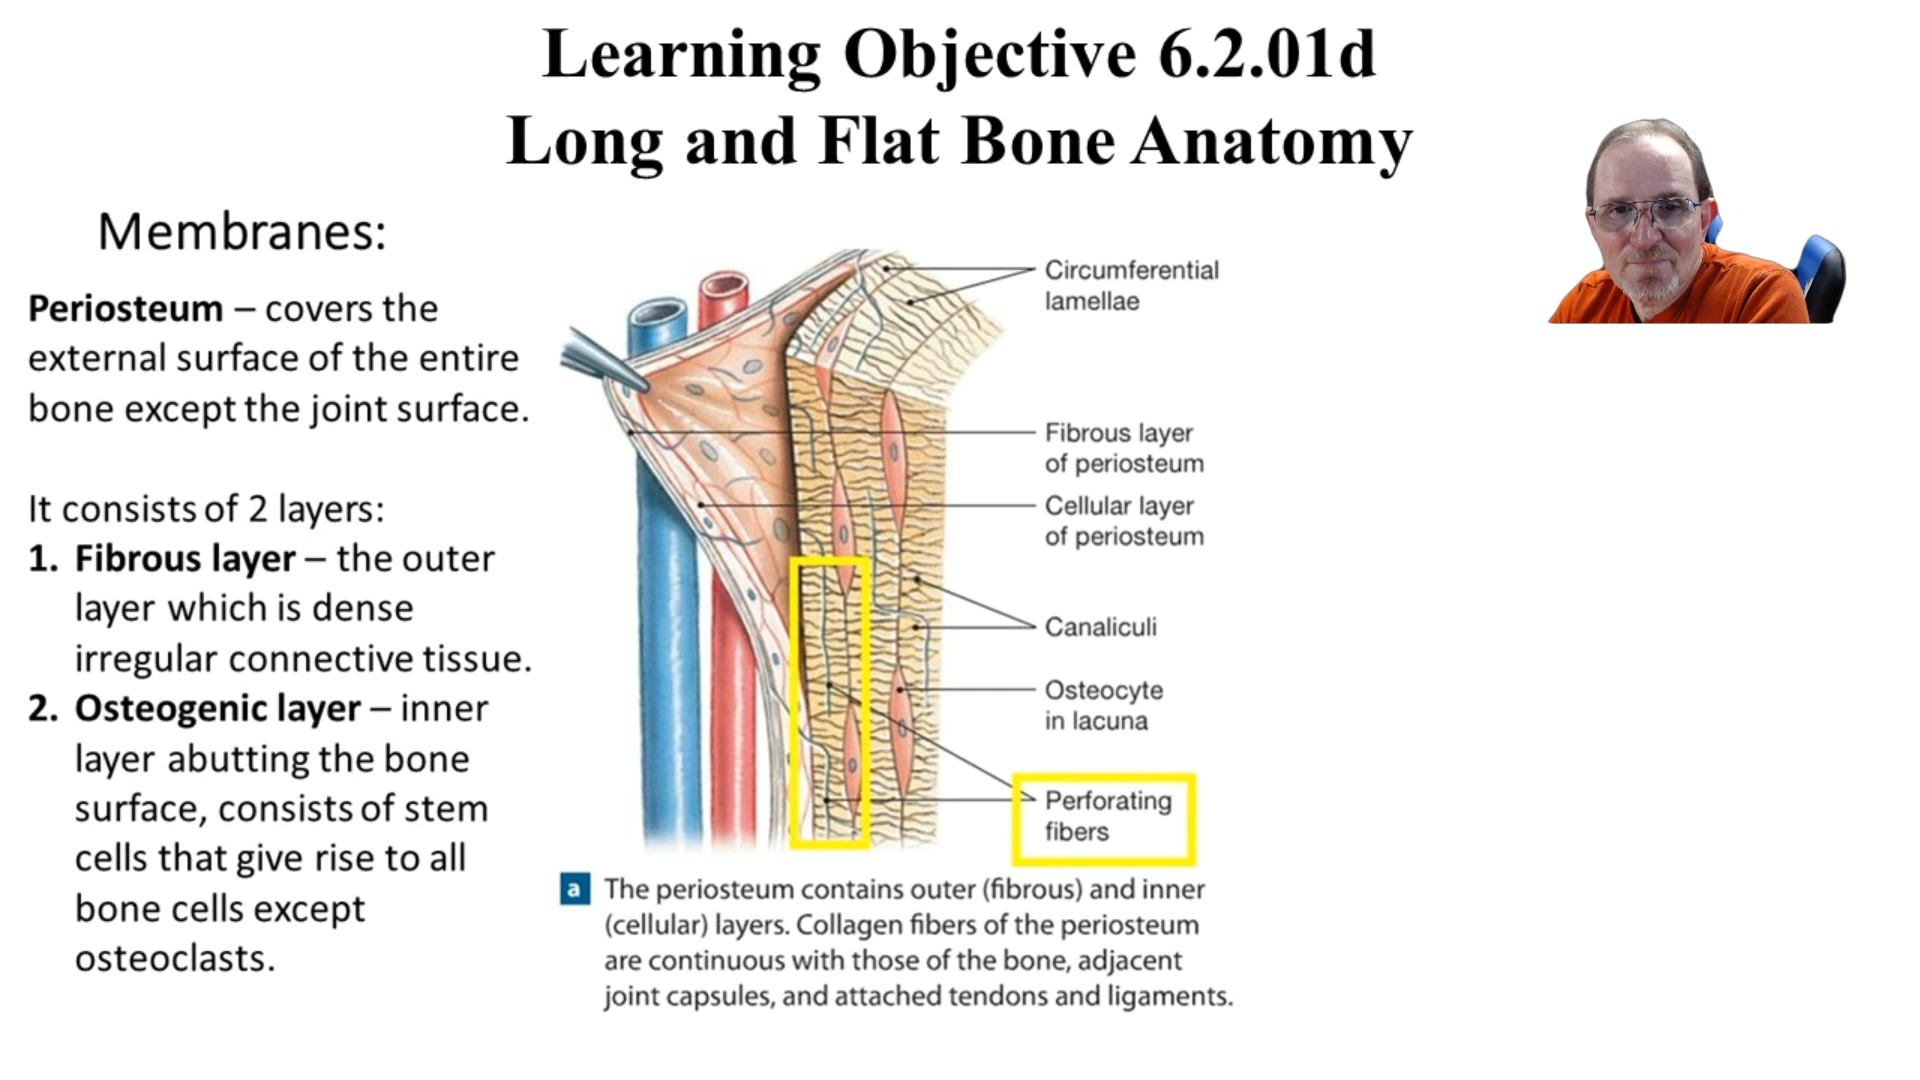 Learning Objective 6.2.01d
Long and Flat Bone Anatomy
Membranes:
Periosteum – covers the
external surface of the entire
bone except the joint surface.
It consists of 2 layers:
1. Fibrous layer – the outer
layer which is dense
irregular connective tissue.
2. Osteogenic layer – inner
layer abutting the bone
surface, consists of stem
cells that give rise to all
bone cells except
osteoclasts.
Circumferential
lamellae
Fibrous layer
of periosteum
Cellular layer
of periosteum
Canaliculi
Osteocyte
in lacuna
Perforating
fibers
a The periosteum contains outer (fibrous) and inner
(cellular) layers. Collagen fibers of the periosteum
are continuous with those of the bone, adjacent
joint capsules, and attached tendons and ligaments.